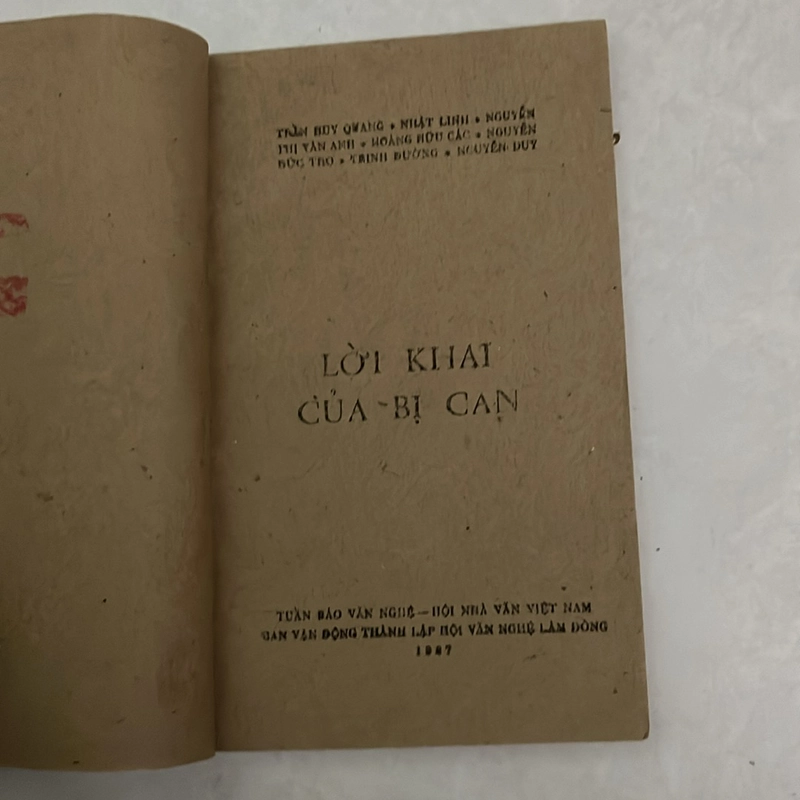 TRẦN HUY QUANG • NHẬT LINH • NGUYỄN
THỊ VÂN ANH • HOÀNG HỮU CÁC • NGUYỄN
ĐỨC THỌ • TRINH ĐƯỜNG • NGUYỄN DUY
LỜI KHAI
CỦA BỊ CAN
TUẦN BÁO VĂN NGHỆ — HỘI NHÀ VĂN VIỆT NAM
BAN VẬN ĐỘNG THÀNH LẬP HỘI VĂN NGHỆ LÂM ĐỒNG
1987